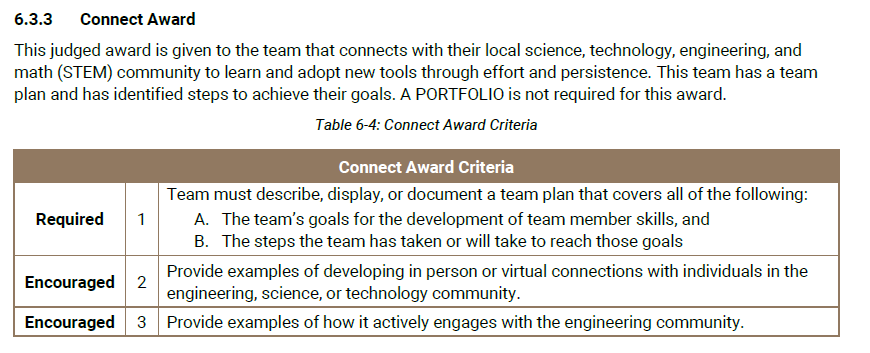 6.3.3 Connect Award
This judged award is given to the team that connects with their local science, technology, engineering, and
math (STEM) community to learn and adopt new tools through effort and persistence. This team has a team
plan and has identified steps to achieve their goals. A PORTFOLIO is not required for this award.
Table 6-4: Connect Award Criteria
Connect Award Criteria
Required 1 Team must describe, display, or document a team plan that covers all of the following:
A. The team's goals for the development of team member skills, and
B. The steps the team has taken or will take to reach those goals
Encouraged 2 Provide examples of developing in person or virtual connections with individuals in the
engineering, science, or technology community.
Encouraged 3 Provide examples of how it actively engages with the engineering community.